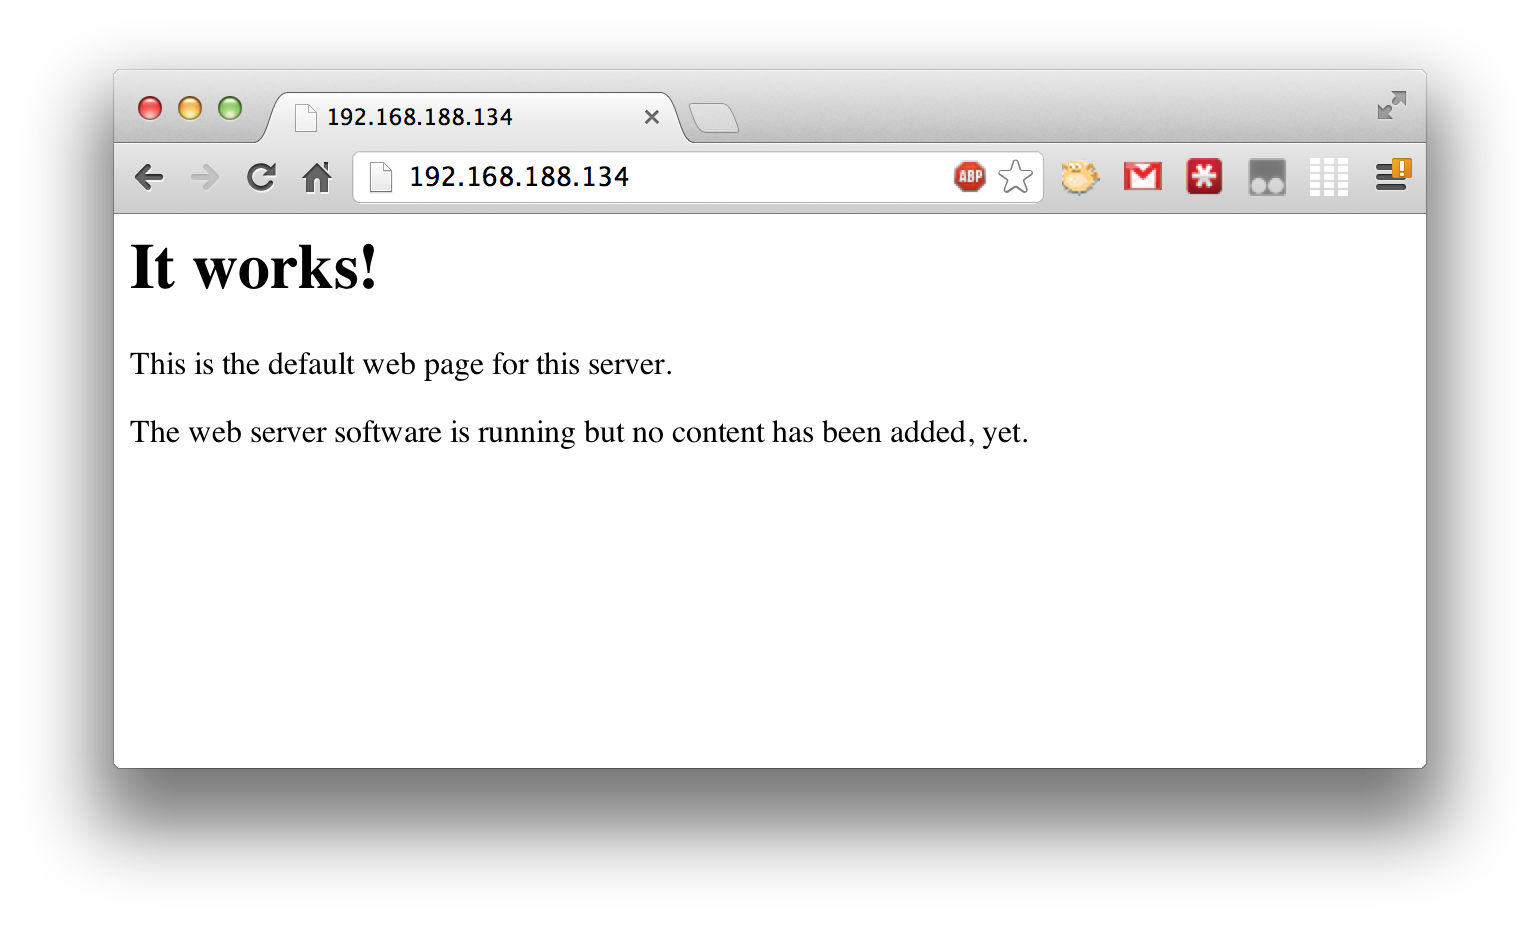 192.168.188.134
192.168.188.134
ABP
It works!
This is the default web page for this server.
The web server software is running but no content has been added, yet.